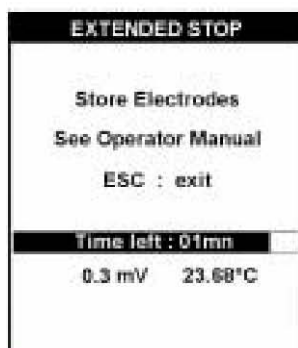 EXTENDED STOP
Store Electrodes
See Operator Manual
ESC : exit
Time left : 01mn
0.3 mV 23.68°C